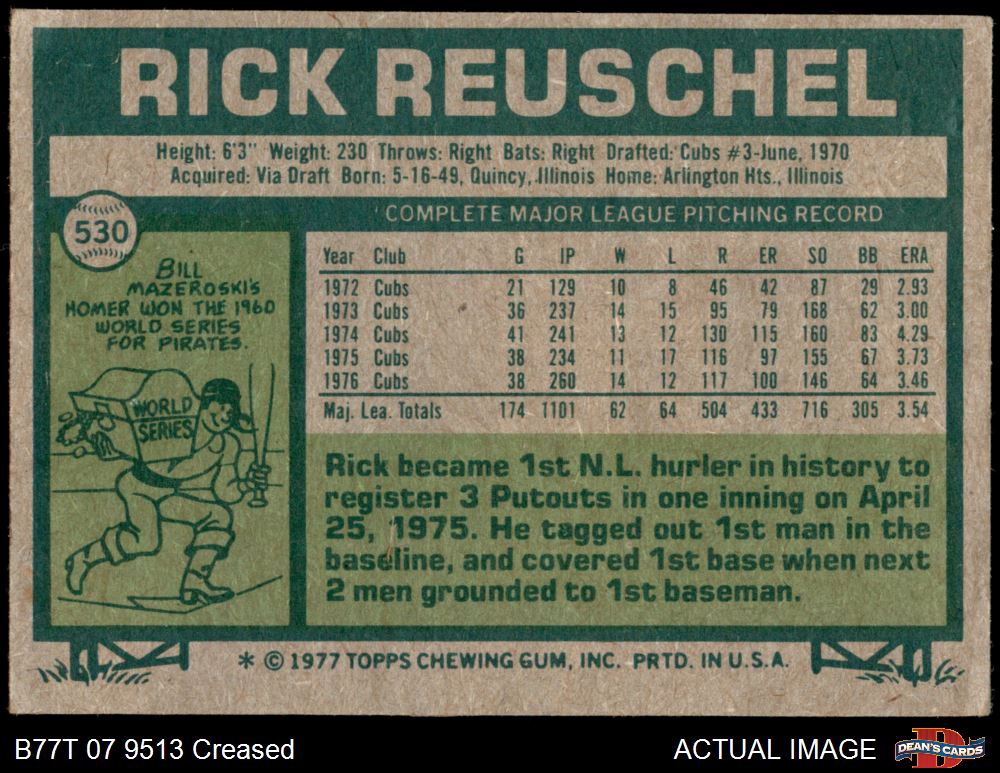 RICK REUSCHEL
Height: 6'3" Weight: 230 Throws: Right Bats: Right Drafted: Cubs #3-June, 1970
Acquired: Via Draft Born: 5-16-49, Quincy, Illinois Home: Arlington Hts., Illinois
530
COMPLETE MAJOR LEAGUE PITCHING RECORD
BILL
MAZEROSKI'S
HOMER WON THE 1960
WORLD SERIES
FOR PIRATES.
WORLD
SERIES
Year Club G IP W L R ER SO BB ERA
1972 Cubs 21 129 10 8 46 42 87 29 2.93
1973 Cubs 36 237 14 15 95 79 168 62 3.00
1974 Cubs 41 241 13 12 130 115 160 83 4.29
1975 Cubs 38 234 11 17 116 97 155 67 3.73
1976 Cubs 38 260 14 12 117 100 146 64 3.46
Maj. Lea. Totals 174 1101 62 64 504 433 716 305 3.54
Rick became 1st N.L. hurler in history to
register 3 Putouts in one inning on April
25, 1975. He tagged out 1st man in the
baseline, and covered 1st base when next
2 men grounded to 1st baseman.
* © 1977 TOPPS CHEWING GUM, INC. PRTD. IN U.S.A.
B77T 07 9513 Creased
ACTUAL IMAGE
D
DEAN'S CARDS